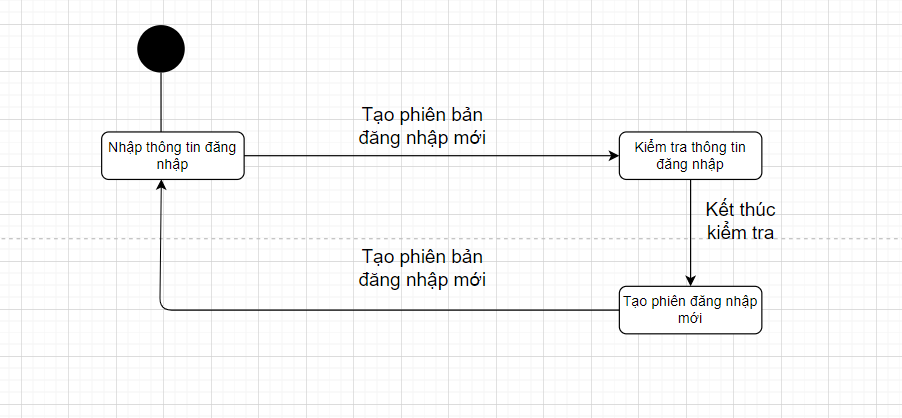 Tạo phiên bản
đăng nhập mới
Nhập thông tin đăng
nhập
Kiểm tra thông tin
đăng nhập
Kết thúc
kiểm tra
Tạo phiên bản
đăng nhập mới
Tạo phiên đăng nhập
mới